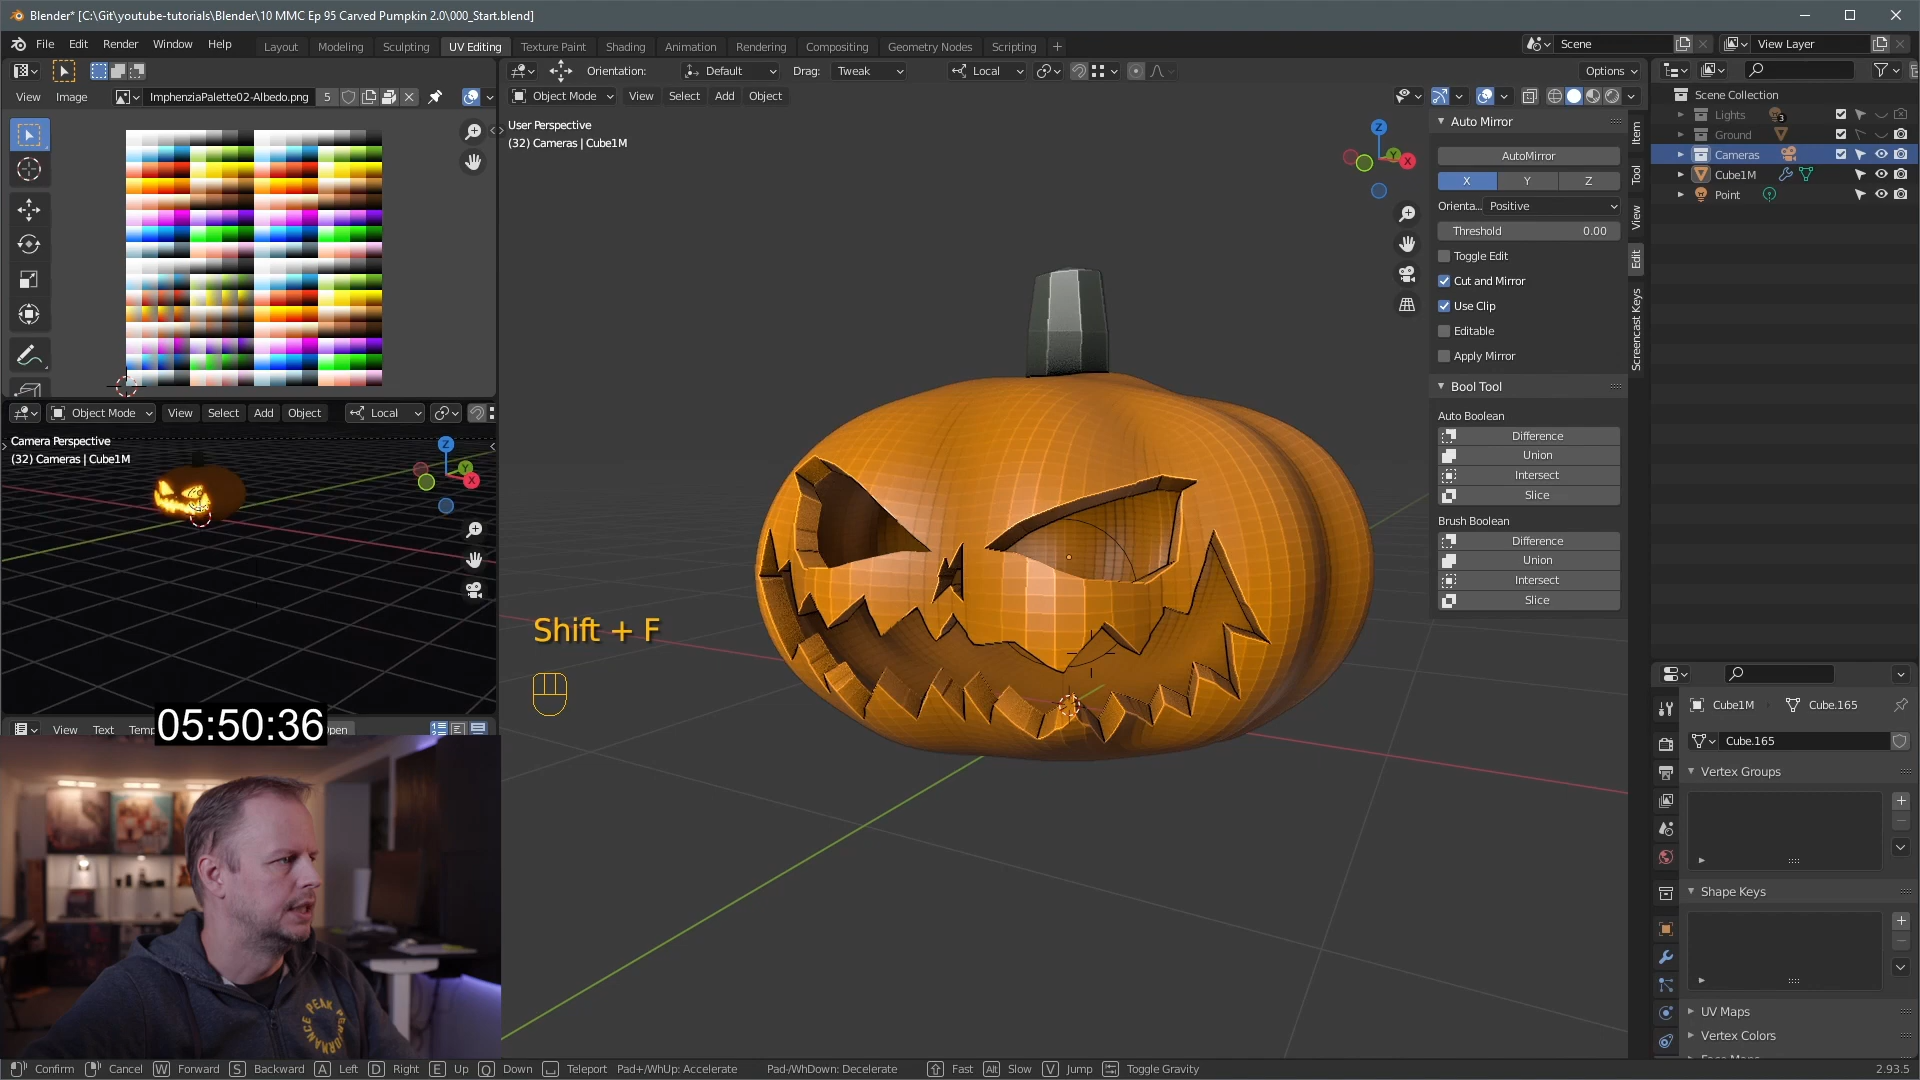 Blender* [C:\Git\youtube-tutorials\Blender\10 MMC Ep 95 Carved Pumpkin 2.0\000_Start.blend]
File Edit Render Window Help
Layout Modeling Sculpting UV Editing Texture Paint Shading Animation Rendering Compositing Geometry Nodes Scripting +
Scene
View Layer
Orientation: Default Drag: Tweak Local Options
View Image ImphenziaPalette02-Albedo.png 5
Object Mode View Select Add Object
User Perspective
(32) Cameras | Cube1M
Z
Y
X
Auto Mirror
AutoMirror
X Y Z
Orienta... Positive
Threshold 0.00
Toggle Edit
Cut and Mirror
Use Clip
Editable
Apply Mirror
Bool Tool
Auto Boolean
Difference
Union
Intersect
Slice
Brush Boolean
Difference
Union
Intersect
Slice
Item
Tool
View
Edit
Screencast Keys
Scene Collection
Lights 3
Ground
Cameras
Cube1M
Point
Object Mode View Select Add Object Local
Camera Perspective
(32) Cameras | Cube1M
Z
Y
X
Shift + F
View Text Temp
05:50:36
pen
PEAK PERFORMANCE
Cube1M Cube.165
Cube.165
Vertex Groups
Shape Keys
UV Maps
Vertex Colors
Confirm Cancel W Forward S Backward A Left D Right E Up Q Down Teleport Pad+/WhUp: Accelerate Pad-/WhDown: Decelerate Fast Alt Slow V Jump Toggle Gravity
2.93.5